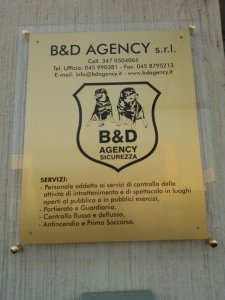 B&D AGENCY s.r.l.
Cell. 347 0504065
Tel. Ufficio: 045 990381 - Fax: 045 8795213
E-mail: info@bdagency.it - www.bdagency.it
B&D
AGENCY
SICUREZZA
SERVIZI:
- Personale addetto ai servizi di controllo delle
attività di intrattenimento e di spettacolo in luoghi
aperti al pubblico o in pubblici esercizi,
- Portierato e Guardiania,
- Controllo flusso e deflusso,
- Antincendio e Primo Soccorso.